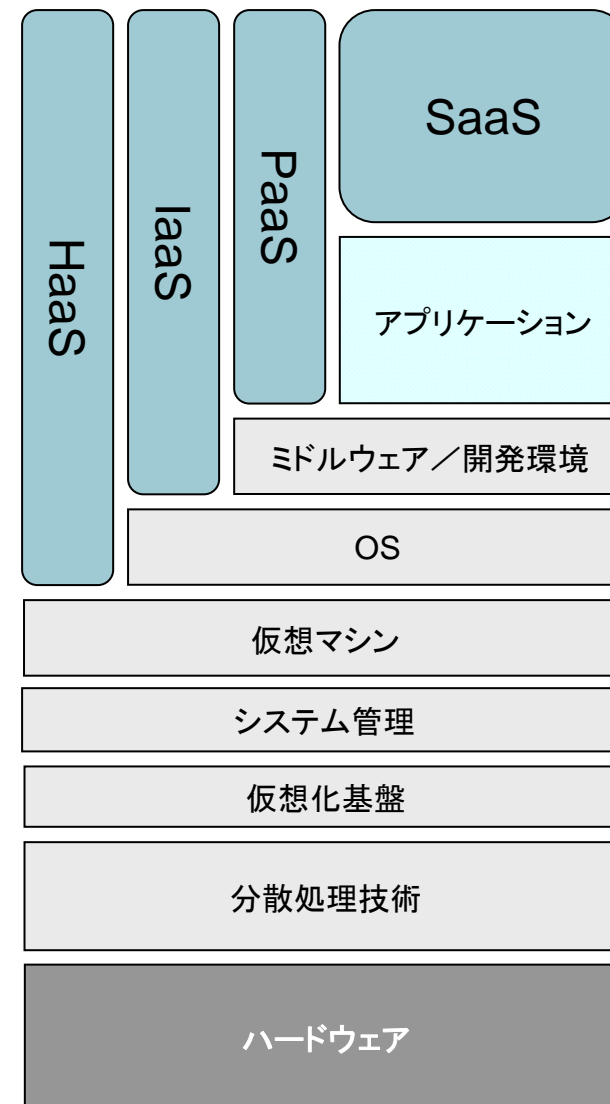 HaaS
IaaS
PaaS
SaaS
アプリケーション
ミドルウェア／開発環境
OS
仮想マシン
システム管理
仮想化基盤
分散処理技術
ハードウェア